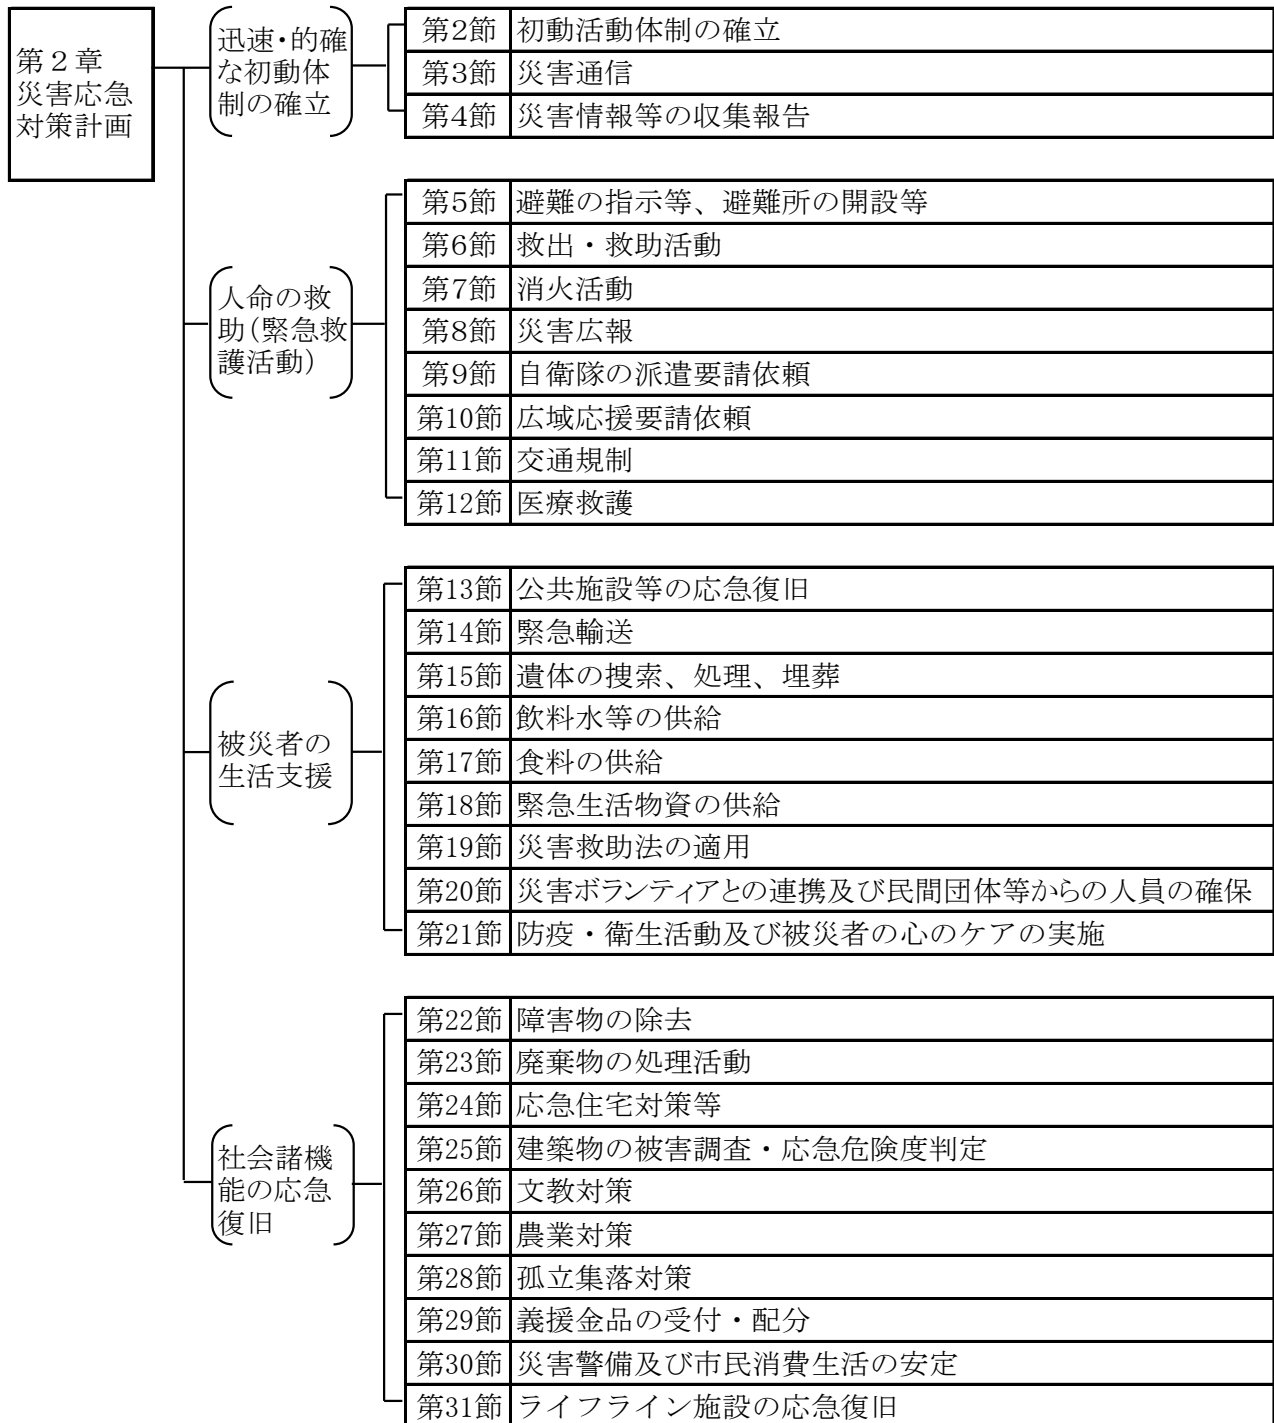 第２章
災害応急
対策計画
迅速・的確
な初動体
制の確立
第2節 初動活動体制の確立
第3節 災害通信
第4節 災害情報等の収集報告
人命の救
助（緊急救
護活動）
第5節 避難の指示等、避難所の開設等
第6節 救出・救助活動
第7節 消火活動
第8節 災害広報
第9節 自衛隊の派遣要請依頼
第10節 広域応援要請依頼
第11節 交通規制
第12節 医療救護
被災者の
生活支援
第13節 公共施設等の応急復旧
第14節 緊急輸送
第15節 遺体の捜索、処理、埋葬
第16節 飲料水等の供給
第17節 食料の供給
第18節 緊急生活物資の供給
第19節 災害救助法の適用
第20節 災害ボランティアとの連携及び民間団体等からの人員の確保
第21節 防疫・衛生活動及び被災者の心のケアの実施
社会諸機
能の応急
復旧
第22節 障害物の除去
第23節 廃棄物の処理活動
第24節 応急住宅対策等
第25節 建築物の被害調査・応急危険度判定
第26節 文教対策
第27節 農業対策
第28節 孤立集落対策
第29節 義援金品の受付・配分
第30節 災害警備及び市民消費生活の安定
第31節 ライフライン施設の応急復旧